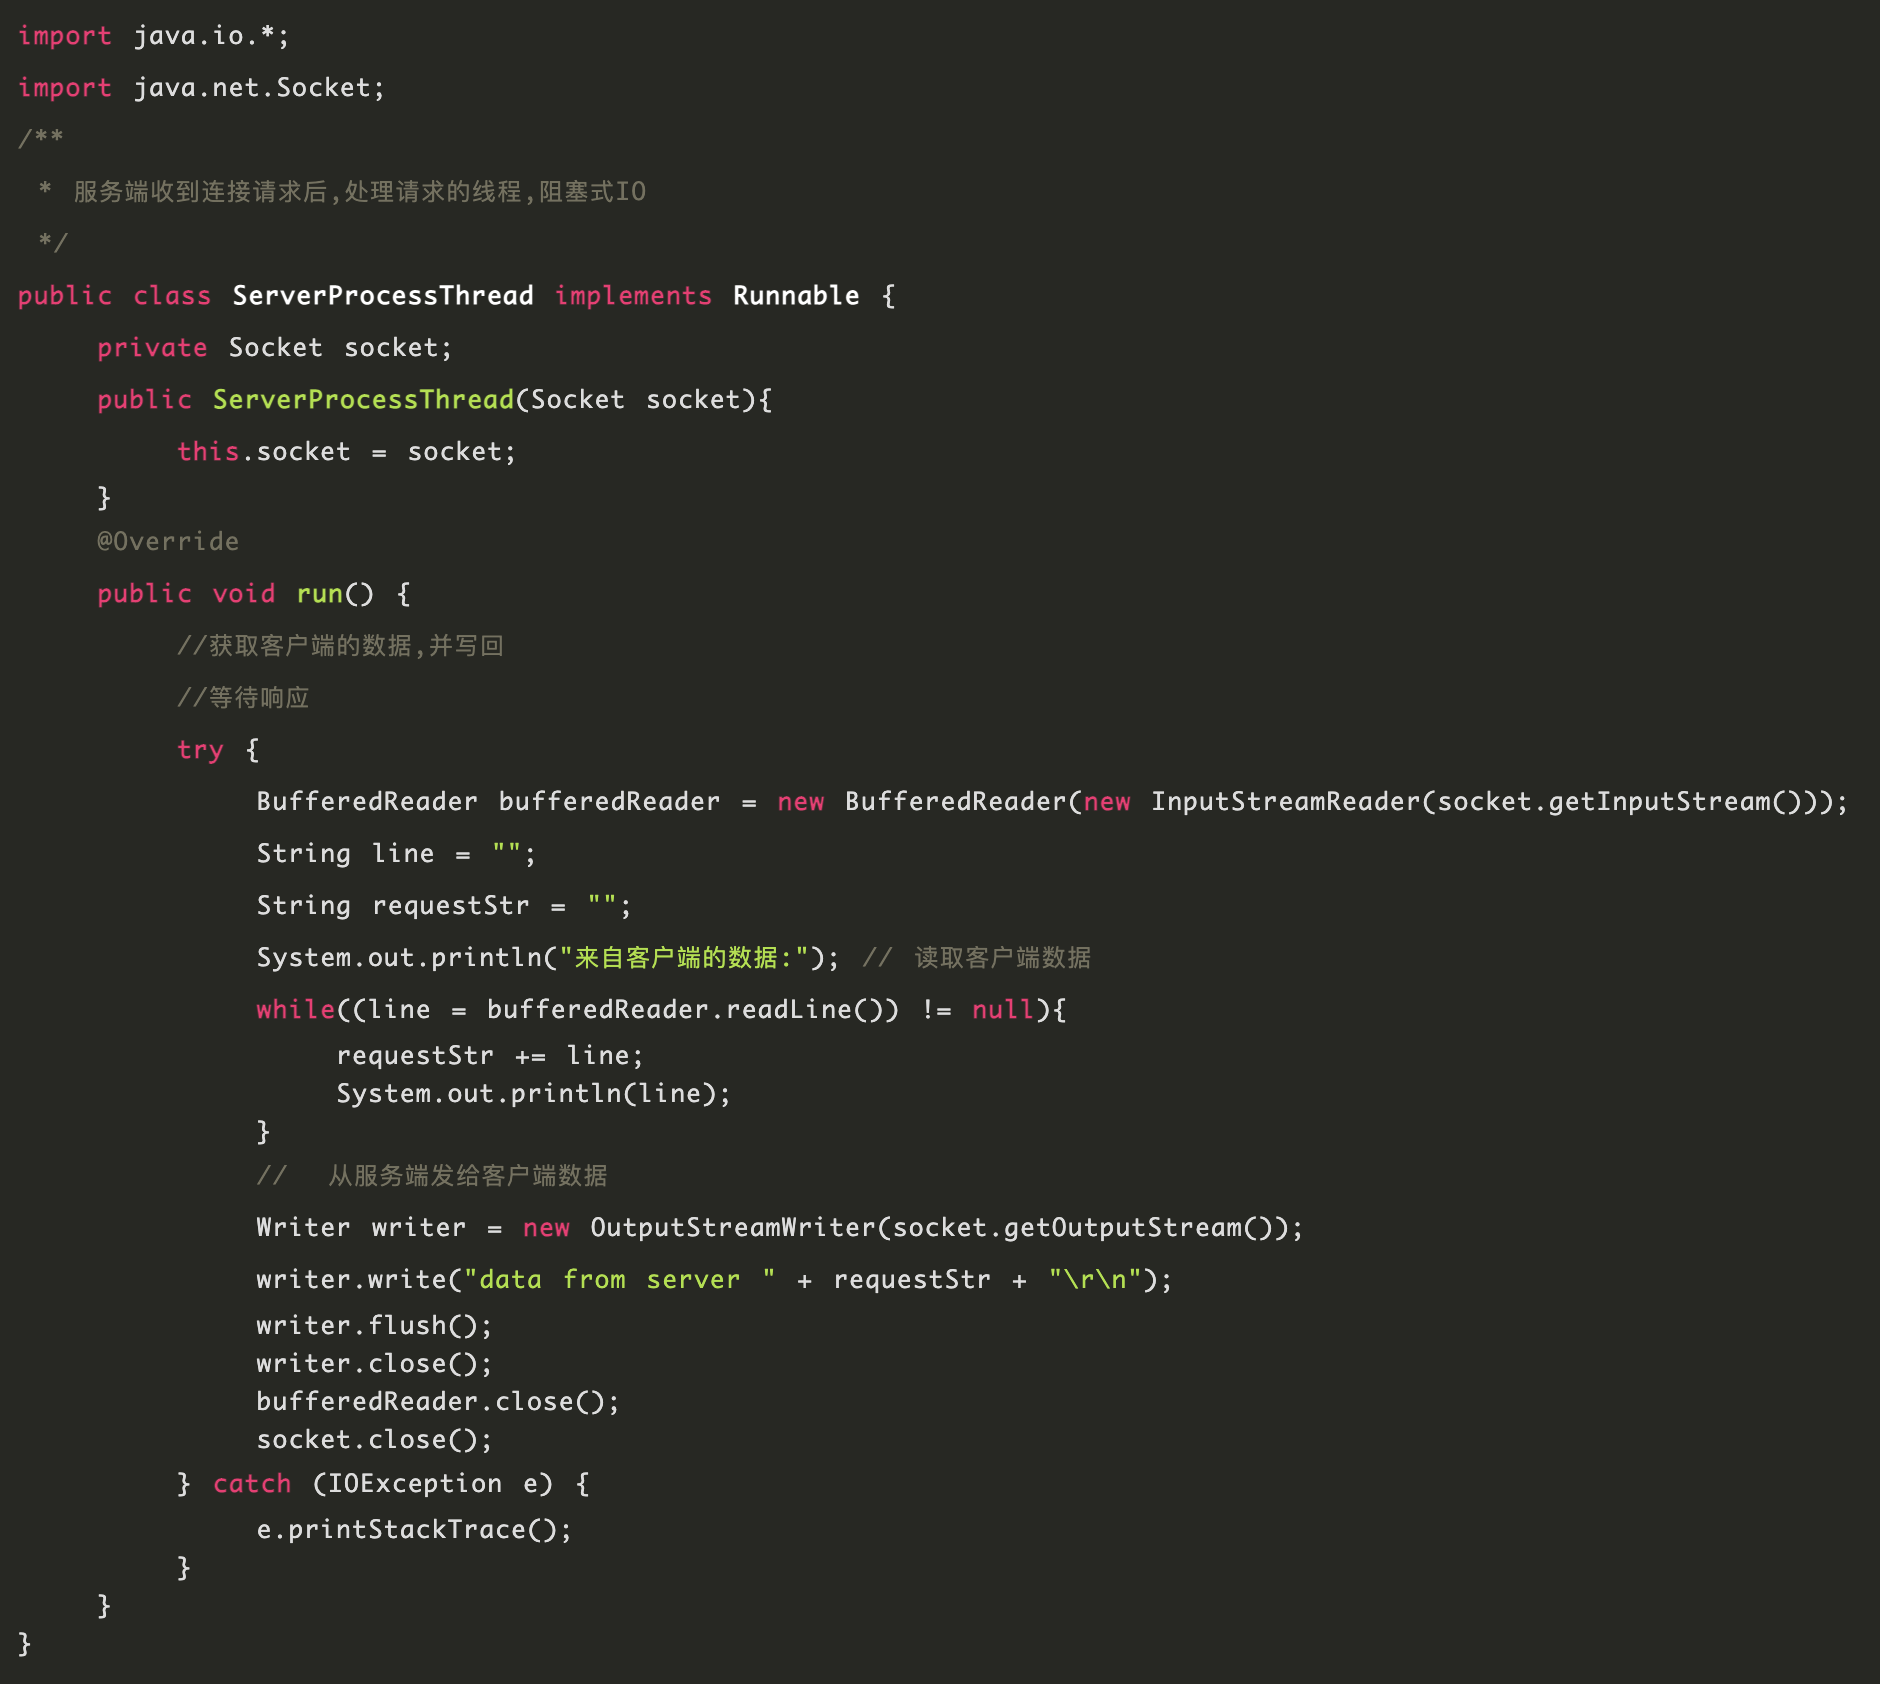 import java.io.*;
import java.net.Socket;
/**
 * 服务端收到连接请求后,处理请求的线程,阻塞式IO
 */
public class ServerProcessThread implements Runnable {
     private Socket socket;
     public ServerProcessThread(Socket socket){
          this.socket = socket;
     }
     @Override
     public void run() {
          //获取客户端的数据,并写回
          //等待响应
          try {
               BufferedReader bufferedReader = new BufferedReader(new InputStreamReader(socket.getInputStream()));
               String line = "";
               String requestStr = "";
               System.out.println("来自客户端的数据:"); // 读取客户端数据
               while((line = bufferedReader.readLine()) != null){
                    requestStr += line;
                    System.out.println(line);
               }
               //  从服务端发给客户端数据
               Writer writer = new OutputStreamWriter(socket.getOutputStream());
               writer.write("data from server " + requestStr + "\r\n");
               writer.flush();
               writer.close();
               bufferedReader.close();
               socket.close();
          } catch (IOException e) {
               e.printStackTrace();
          }
     }
}